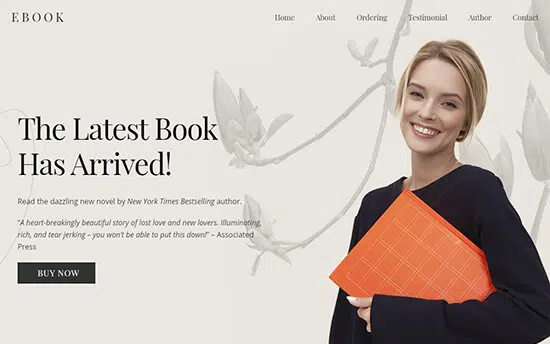 EBOOK
Home About Ordering Testimonial Author Contact
The Latest Book
Has Arrived!
Read the dazzling new novel by New York Times Bestselling author.
"A heart-breakingly beautiful story of lost love and new lovers. Illuminating,
rich, and tear jerking – you won't be able to put this down!" – Associated
Press
BUY NOW